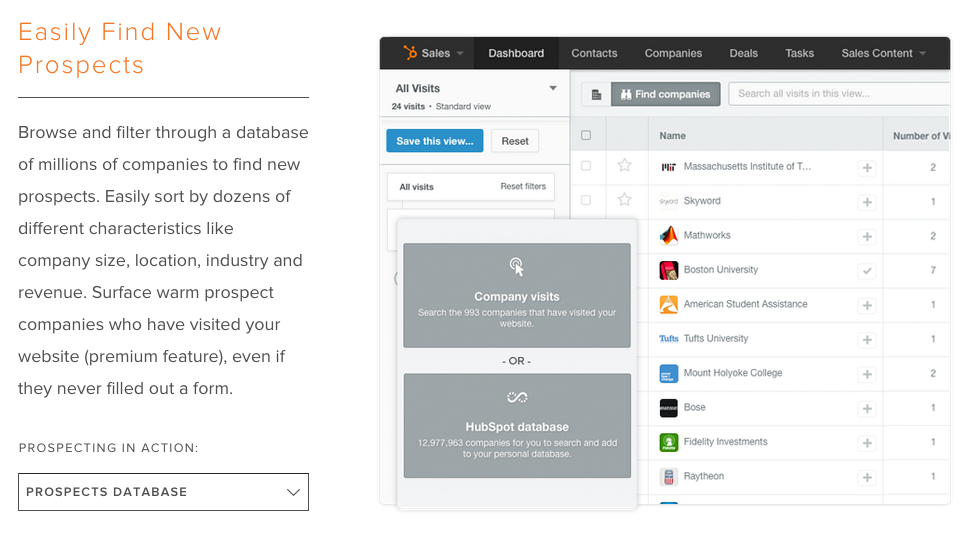 Easily Find New
Prospects
Browse and filter through a database
of millions of companies to find new
prospects. Easily sort by dozens of
different characteristics like
company size, location, industry and
revenue. Surface warm prospect
companies who have visited your
website (premium feature), even if
they never filled out a form.
PROSPECTING IN ACTION:
PROSPECTS DATABASE
Sales Dashboard Contacts Companies Deals Tasks Sales Content
All Visits
24 visits • Standard view
Find companies Search all visits in this view...
Save this view... Reset
Name Number of Vi
All visits Reset filters
Massachusetts Institute of T... 2
Skyword 1
Mathworks 2
Boston University 7
American Student Assistance 1
Tufts Tufts University 1
Mount Holyoke College 2
Bose 1
Fidelity Investments 1
Raytheon 1
Company visits
Search the 993 companies that have visited your
website.
- OR -
HubSpot database
12,977,963 companies for you to search and add
to your personal database.